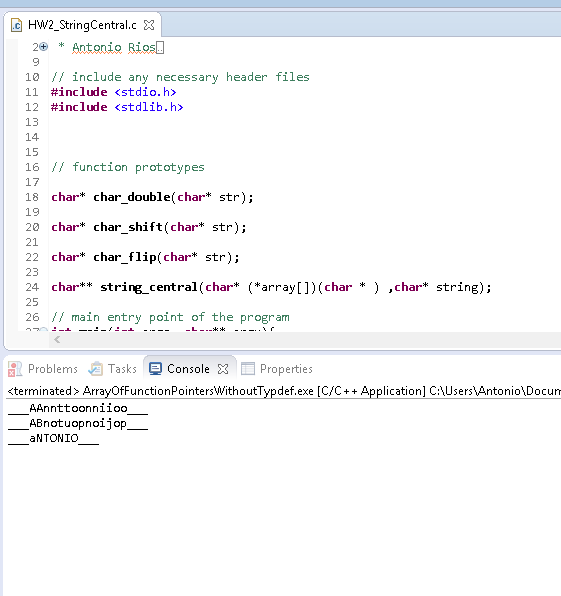 HW2_StringCentral.c
2 * Antonio Rios
9
10 // include any necessary header files
11 #include <stdio.h>
12 #include <stdlib.h>
13
14
15
16 // function prototypes
17
18 char* char_double(char* str);
19
20 char* char_shift(char* str);
21
22 char* char_flip(char* str);
23
24 char** string_central(char* (*array[])(char * ) ,char* string);
25
26 // main entry point of the program
Problems Tasks Console Properties
<terminated> ArrayOfFunctionPointersWithoutTypdef.exe [C/C++ Application] C:\Users\Antonio\Docum
___AAnnttoonniioo___
___ABnotuopnoijop___
___aNTONIO___